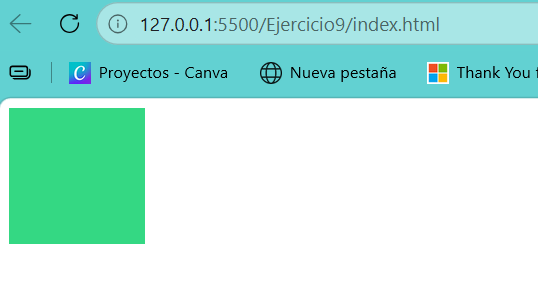 127.0.0.1:5500/Ejercicio9/index.html
Proyectos - Canva Nueva pestaña Thank You f